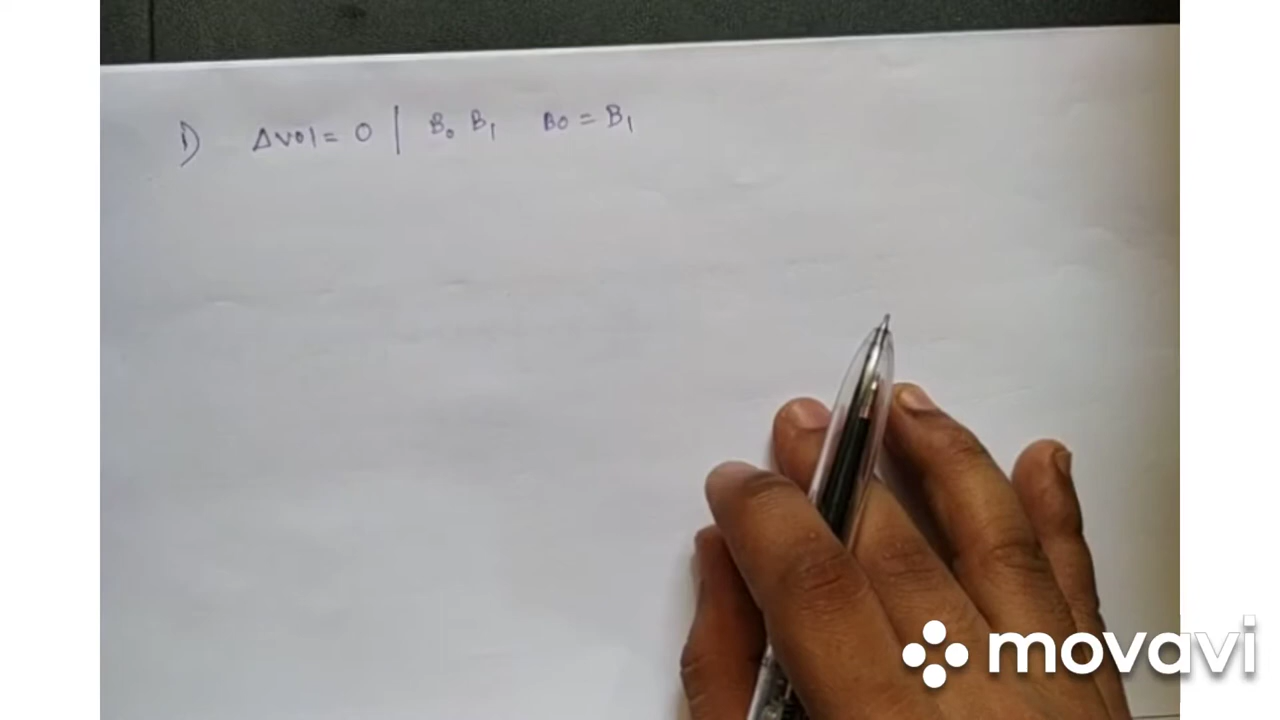 1) Δvol = 0 | B₀ B₁ B0 = B₁
movavi